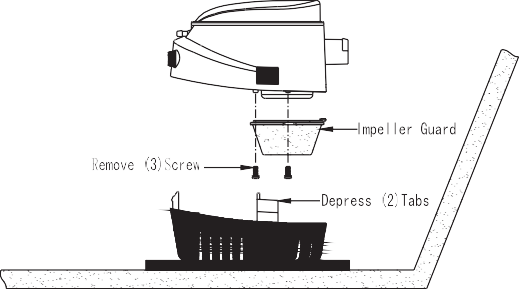 Impeller Guard
Remove (3)Screw
Depress (2)Tabs